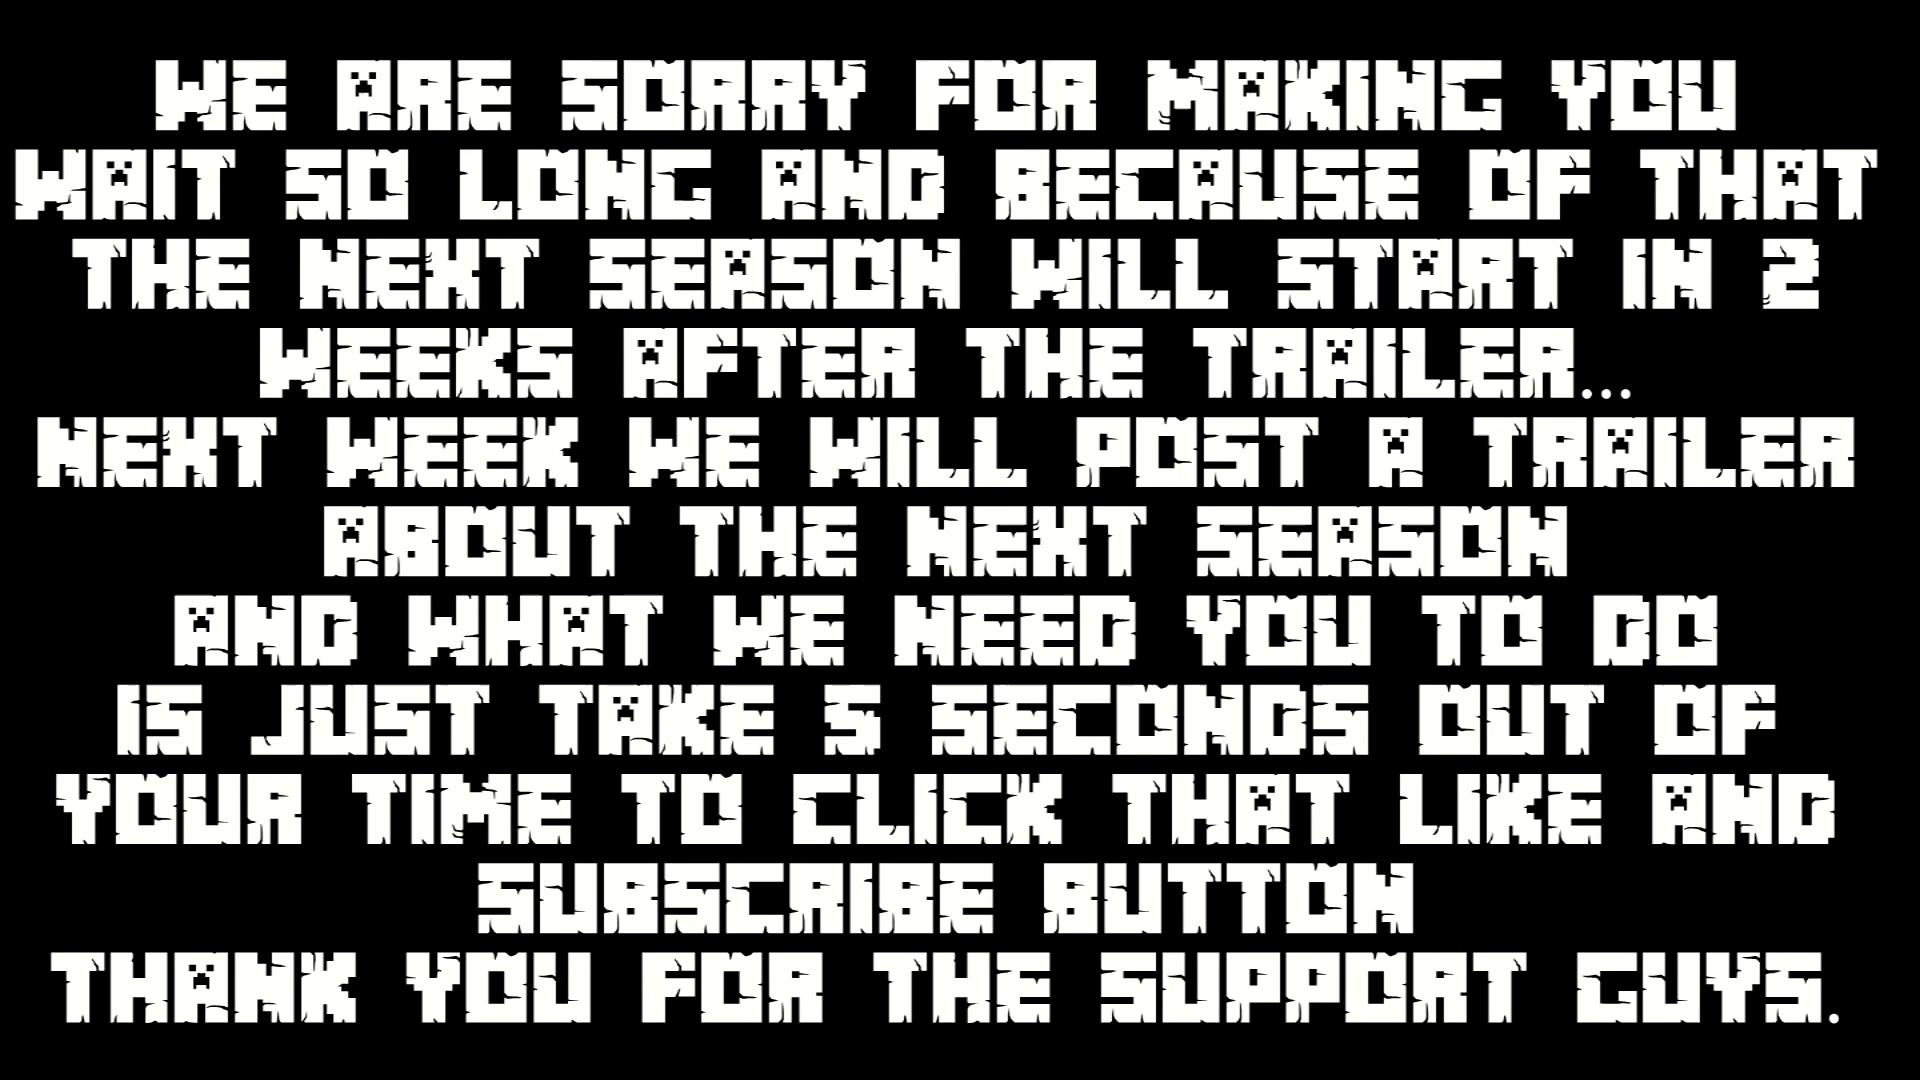 WE ARE SORRY FOR MAKING YOU
WAIT SO LONG AND BECAUSE OF THAT
THE NEXT SEASON WILL START IN 2
WEEKS AFTER THE TRAILER...
NEXT WEEK WE WILL POST A TRAILER
ABOUT THE NEXT SEASON
AND WHAT WE NEED YOU TO DO
IS JUST TAKE 5 SECONDS OUT OF
YOUR TIME TO CLICK THAT LIKE AND
SUBSCRIBE BUTTON
THANK YOU FOR THE SUPPORT GUYS.